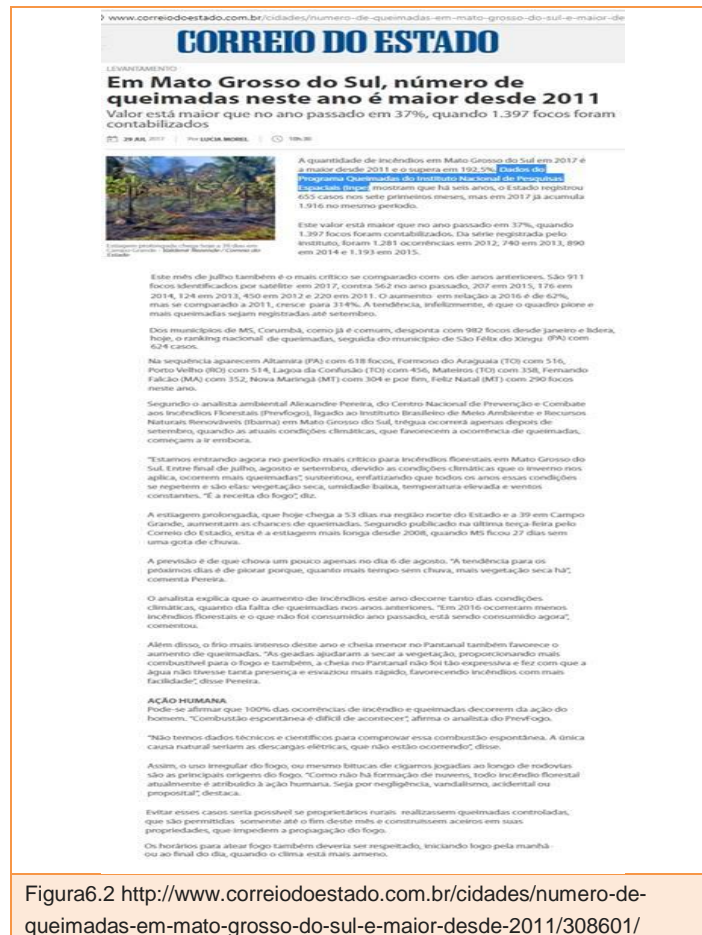 www.correiodoestado.com.br/cidades/numero-de-queimadas-em-mato-grosso-do-sul-e-maior-de
CORREIO DO ESTADO
LEVANTAMENTO
Em Mato Grosso do Sul, número de
queimadas neste ano é maior desde 2011
Valor está maior que no ano passado em 37%, quando 1.397 focos foram
contabilizados
29 JUL 2017 Por LUCIA MOREL 10h:30
A quantidade de incêndios em Mato Grosso do Sul em 2017 é
a maior desde 2011 e o supera em 192,5%. Dados do
Programa Queimadas do Instituto Nacional de Pesquisas
Espaciais (Inpe) mostram que há seis anos, o Estado registrou
655 casos nos sete primeiros meses, mas em 2017 já acumula
1.916 no mesmo período.
Este valor está maior que no ano passado em 37%, quando
1.397 focos foram contabilizados. Da série registrada pelo
instituto, foram 1.281 ocorrências em 2012, 740 em 2013, 890
em 2014 e 1.193 em 2015.
Estiagem prolongada chega hoje a 39 dias em
Campo Grande - Valdenir Rezende / Correio do
Estado
Este mês de julho também é o mais crítico se comparado com os de anos anteriores. São 911
focos identificados por satélite em 2017, contra 562 no ano passado, 207 em 2015, 176 em
2014, 124 em 2013, 450 em 2012 e 220 em 2011. O aumento em relação a 2016 é de 62%,
mas se comparado a 2011, cresce para 314%. A tendência, infelizmente, é que o quadro piore e
mais queimadas sejam registradas até setembro.
Dos municípios de MS, Corumbá, como já é comum, desponta com 982 focos desde janeiro e lidera,
hoje, o ranking nacional de queimadas, seguida do município de São Félix do Xingu (PA) com
624 casos.
Na sequência aparecem Altamira (PA) com 618 focos, Formoso do Araguaia (TO) com 516,
Porto Velho (RO) com 514, Lagoa da Confusão (TO) com 456, Mateiros (TO) com 358, Fernando
Falcão (MA) com 352, Nova Maringá (MT) com 304 e por fim, Feliz Natal (MT) com 290 focos
neste ano.
Segundo o analista ambiental Alexandre Pereira, do Centro Nacional de Prevenção e Combate
aos Incêndios Florestais (Prevfogo), ligado ao Instituto Brasileiro de Meio Ambiente e Recursos
Naturais Renováveis (Ibama) em Mato Grosso do Sul, trégua ocorrerá apenas depois de
setembro, quando as atuais condições climáticas, que favorecem a ocorrência de queimadas,
começam a ir embora.
"Estamos entrando agora no período mais crítico para incêndios florestais em Mato Grosso do
Sul. Entre final de julho, agosto e setembro, devido as condições climáticas que o inverno nos
aplica, ocorrem mais queimadas", sustentou, enfatizando que todos os anos essas condições
se repetem e são elas: vegetação seca, umidade baixa, temperatura elevada e ventos
constantes. "É a receita do fogo", diz.
A estiagem prolongada, que hoje chega a 53 dias na região norte do Estado e a 39 em Campo
Grande, aumentam as chances de queimadas. Segundo publicado na última terça-feira pelo
Correio do Estado, esta é a estiagem mais longa desde 2008, quando MS ficou 27 dias sem
uma gota de chuva.
A previsão é de que chova um pouco apenas no dia 6 de agosto. "A tendência para os
próximos dias é de piorar porque, quanto mais tempo sem chuva, mais vegetação seca há",
comenta Pereira.
O analista explica que o aumento de incêndios este ano decorre tanto das condições
climáticas, quanto da falta de queimadas nos anos anteriores. "Em 2016 ocorreram menos
incêndios florestais e o que não foi consumido ano passado, está sendo consumido agora",
comentou.
Além disso, o frio mais intenso deste ano e cheia menor no Pantanal também favorece o
aumento de queimadas. "As geadas ajudaram a secar a vegetação, proporcionando mais
combustível para o fogo e também, a cheia no Pantanal não foi tão expressiva e fez com que a
água não tivesse tanta presença e esvaziou mais rápido, favorecendo incêndios com mais
facilidade", disse Pereira.
AÇÃO HUMANA
Pode-se afirmar que 100% das ocorrências de incêndio e queimadas decorrem da ação do
homem. "Combustão espontânea é difícil de acontecer", afirma o analista do PrevFogo.
"Não temos dados técnicos e científicos para comprovar essa combustão espontânea. A única
causa natural seriam as descargas elétricas, que não estão ocorrendo", disse.
Assim, o uso irregular do fogo, ou mesmo bitucas de cigarros jogadas ao longo de rodovias
são as principais origens do fogo. "Como não há formação de nuvens, todo incêndio florestal
atualmente é atribuído à ação humana. Seja por negligência, vandalismo, acidental ou
proposital", destaca.
Evitar esses casos seria possível se proprietários rurais realizassem queimadas controladas,
que são permitidas somente até o fim deste mês e construissem aceiros em suas
propriedades, que impedem a propagação do fogo.
Os horários para atear fogo também deveria ser respeitado, iniciando logo pela manhã
ou ao final do dia, quando o clima está mais ameno.
Figura6.2 http://www.correiodoestado.com.br/cidades/numero-de-
queimadas-em-mato-grosso-do-sul-e-maior-desde-2011/308601/